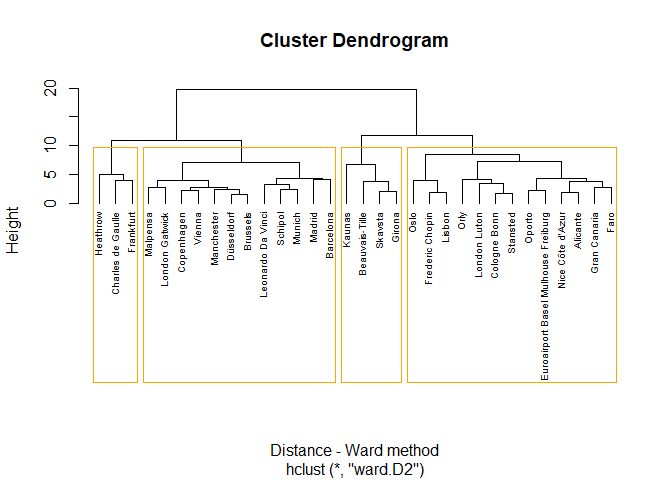 Cluster Dendrogram
Height
20
10
5
0
Heathrow
Charles de Gaulle
Frankfurt
Malpensa
London Gatwick
Copenhagen
Vienna
Manchester
Düsseldorf
Brussels
Leonardo Da Vinci
Schipol
Munich
Madrid
Barcelona
Kaunas
Beauvais-Tille
Skavsta
Girona
Oslo
Frederic Chopin
Lisbon
Orly
London Luton
Cologne Bonn
Stansted
Oporto
Euroairport Basel Mulhouse Freiburg
Nice Côte d'Azur
Alicante
Gran Canaria
Faro
Distance - Ward method
hclust (*, "ward.D2")